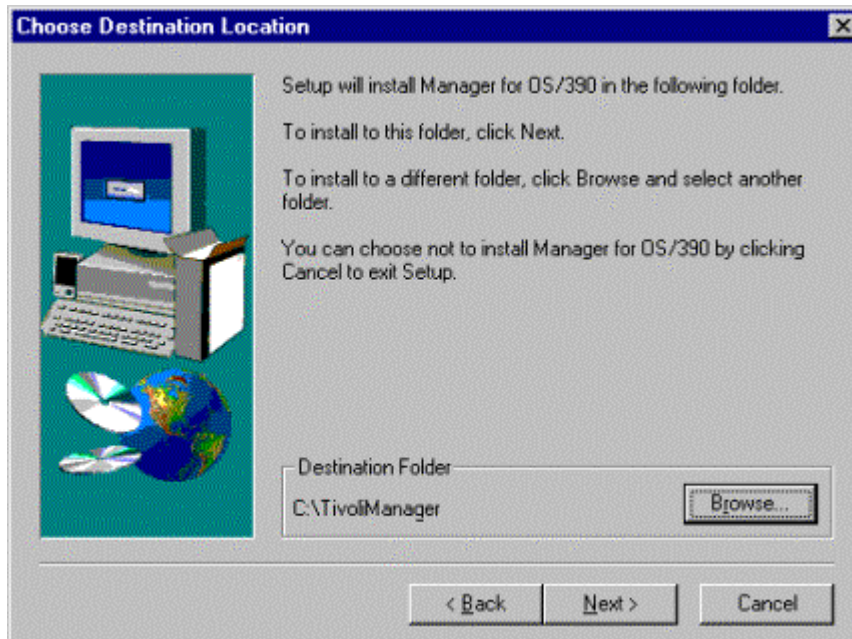 Choose Destination Location
Setup will install Manager for OS/390 in the following folder.
To install to this folder, click Next.
To install to a different folder, click Browse and select another
folder.
You can choose not to install Manager for OS/390 by clicking
Cancel to exit Setup.
Destination Folder
C:\TivoliManager
Browse...
< Back
Next >
Cancel